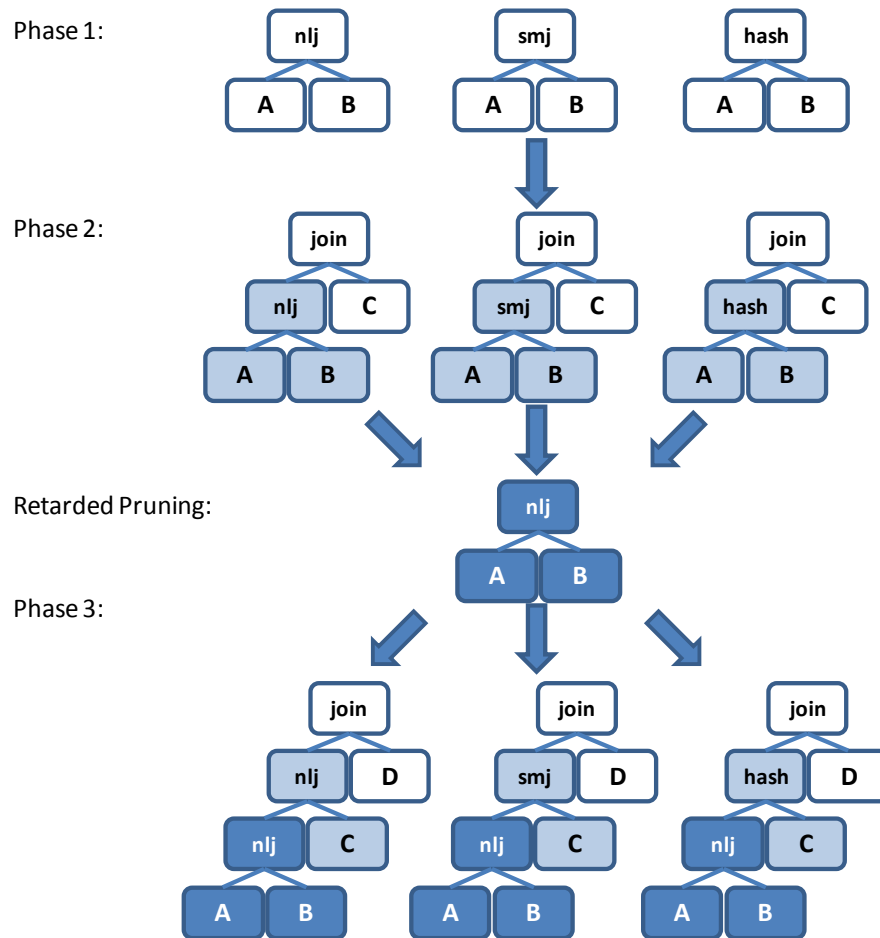 Phase 1:
nlj smj hash
A B A B A B
Phase 2:
join join join
nlj C smj C hash C
A B A B A B
Retarded Pruning:
nlj
A B
Phase 3:
join join join
nlj D smj D hash D
nlj C nlj C nlj C
A B A B A B